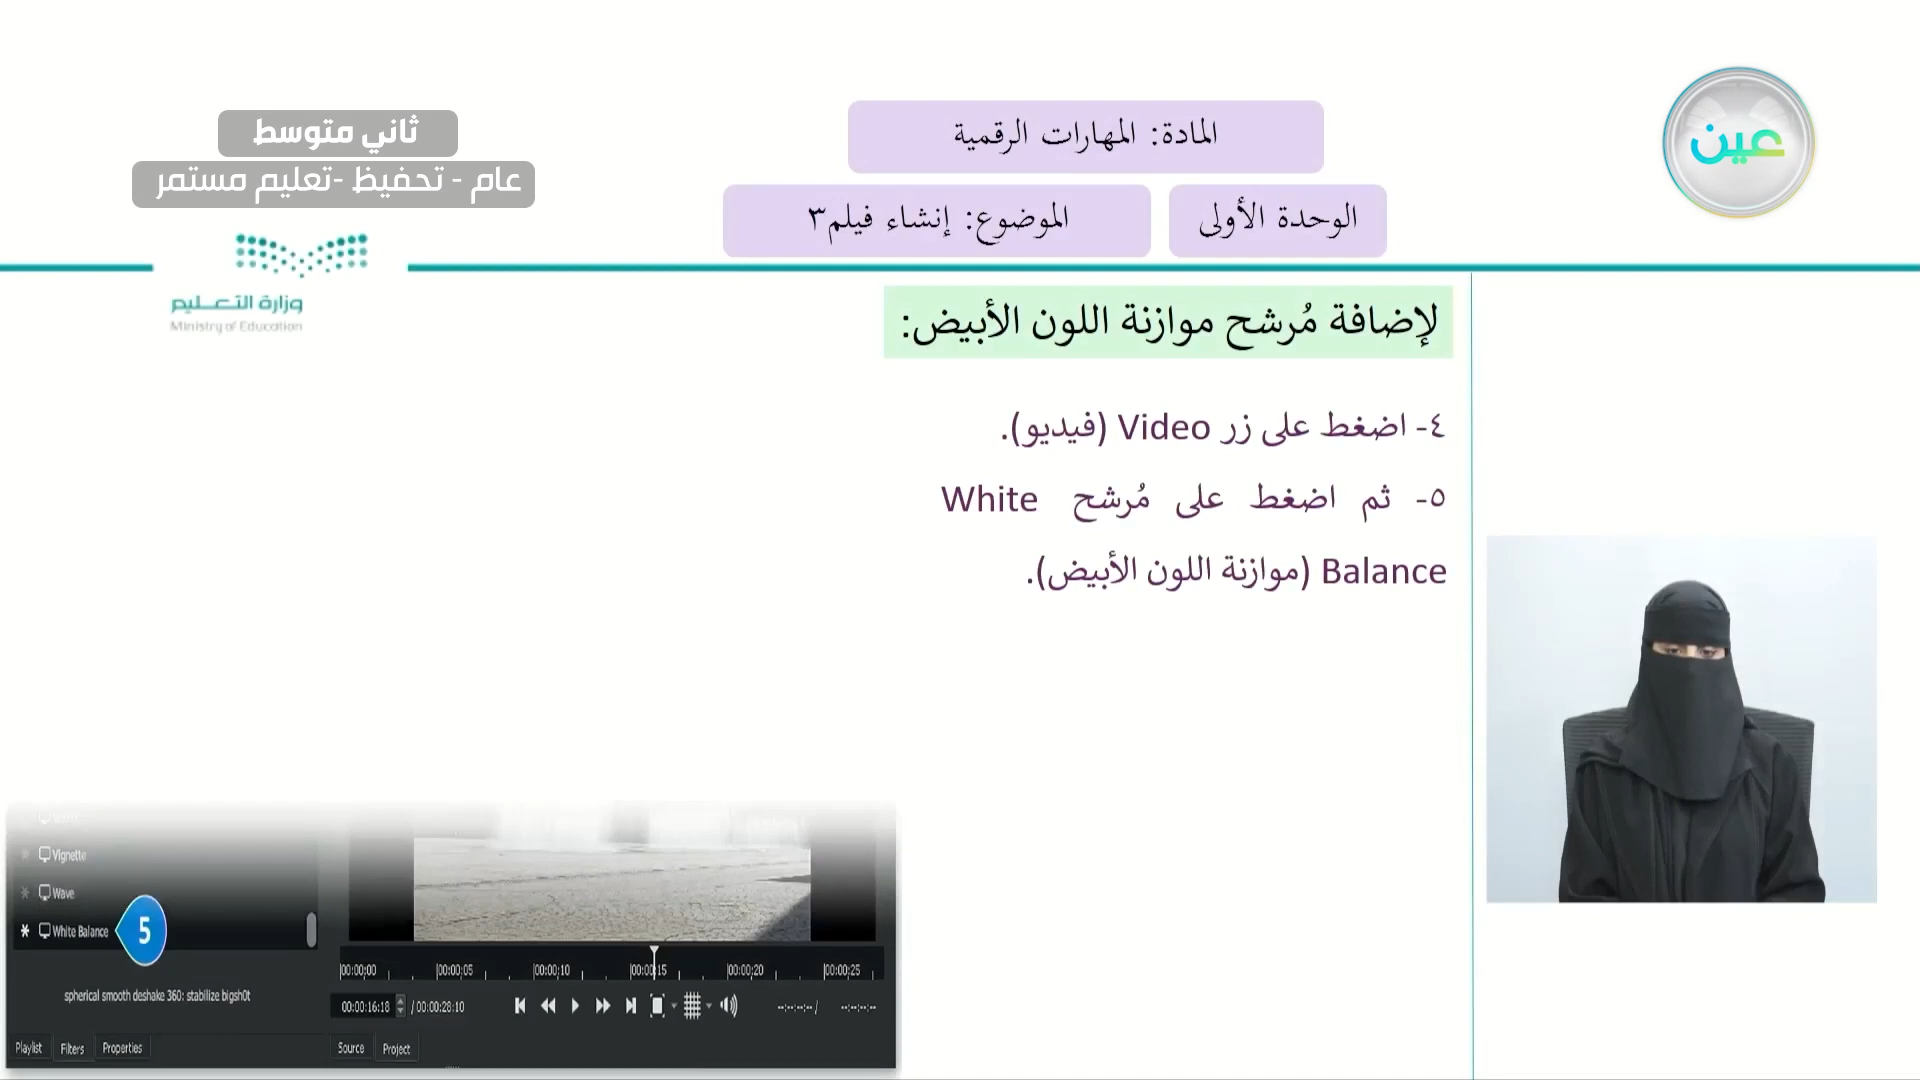 ثاني متوسط
عام - تحفيظ -تعليم مستمر
المادة: المهارات الرقمية
الوحدة الأولى
الموضوع: إنشاء فيلم٣
عين
وزارة التعليم
Ministry of Education
لإضافة مُرشح موازنة اللون الأبيض:
٤- اضغط على زر Video (فيديو).
٥- ثم اضغط على مُرشح White
Balance (موازنة اللون الأبيض).
Vignette
Wave
White Balance
5
spherical smooth deshake 360: stabilize bigsh0t
Playlist Filters Properties
00:00:00 00:00:05 00:00:10 00:00:15 00:00:20 00:00:25
00:00:16:18 / 00:00:28:10 --:--:--:-- / --:--:--:--
Source Project